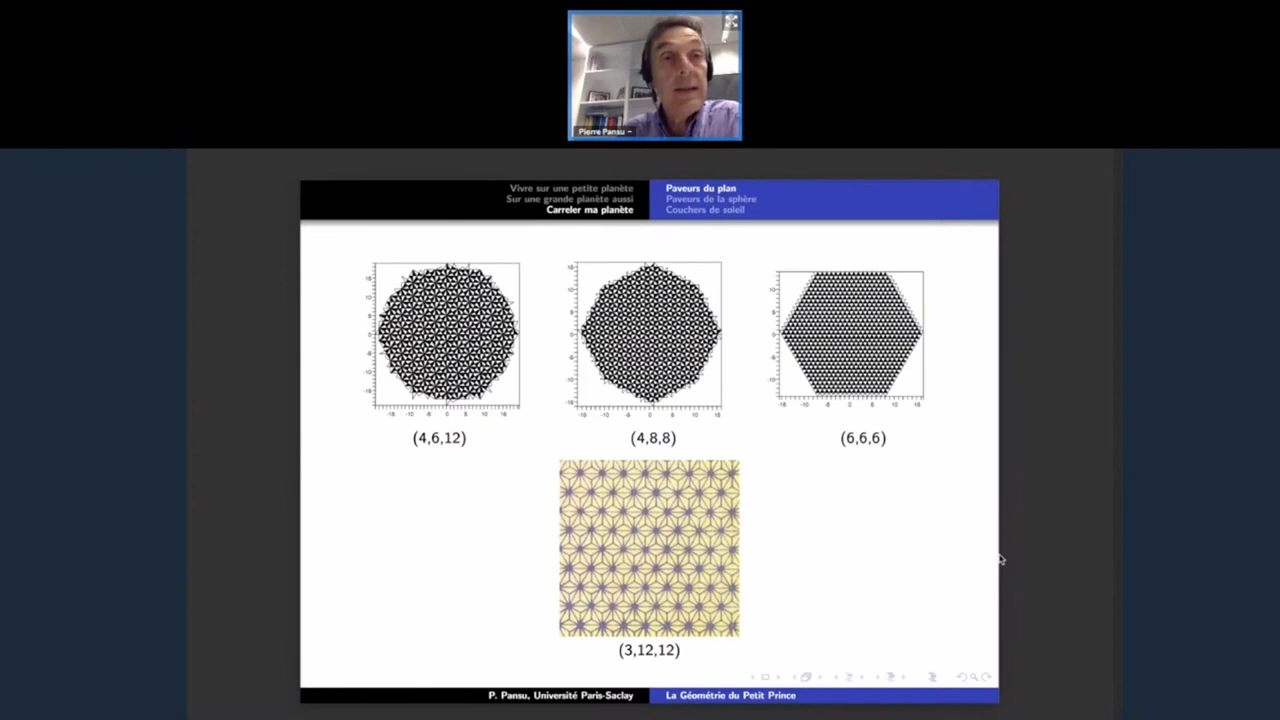 Pierre Pansu
Vivre sur une petite planète
Sur une grande planète aussi
Carreler ma planète
Paveurs du plan
Paveurs de la sphère
Couchers de soleil
(4,6,12)
(4,8,8)
(6,6,6)
(3,12,12)
P. Pansu, Université Paris-Saclay
La Géométrie du Petit Prince